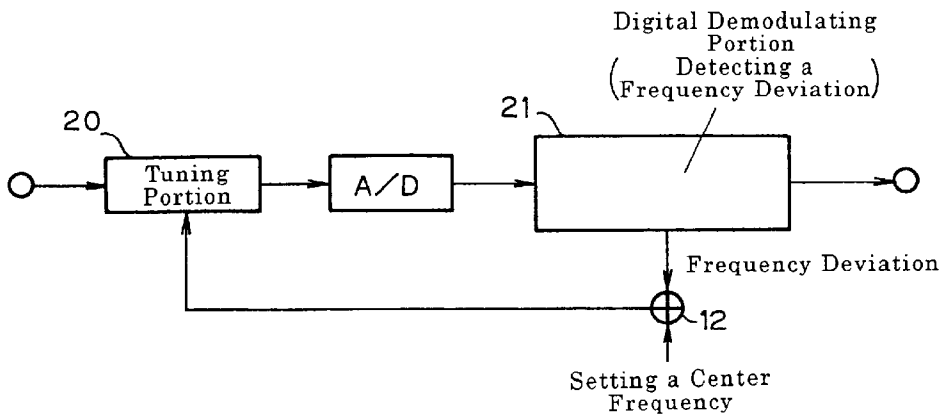 Digital Demodulating
Portion
(Detecting a
Frequency Deviation)
20
21
Tuning
Portion
A/D
Frequency Deviation
12
Setting a Center
Frequency